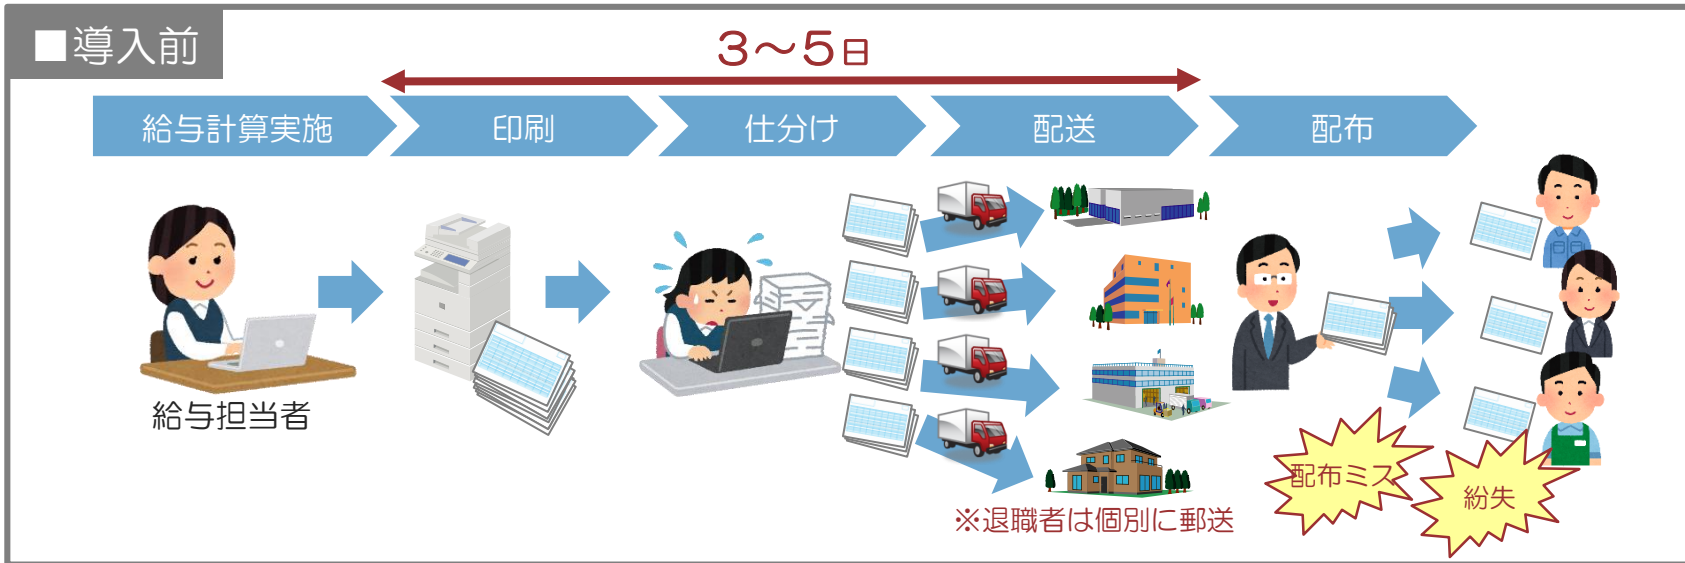 ■導入前
3~5日
給与計算実施
印刷
仕分け
配送
配布
給与担当者
配布ミス
紛失
※退職者は個別に郵送